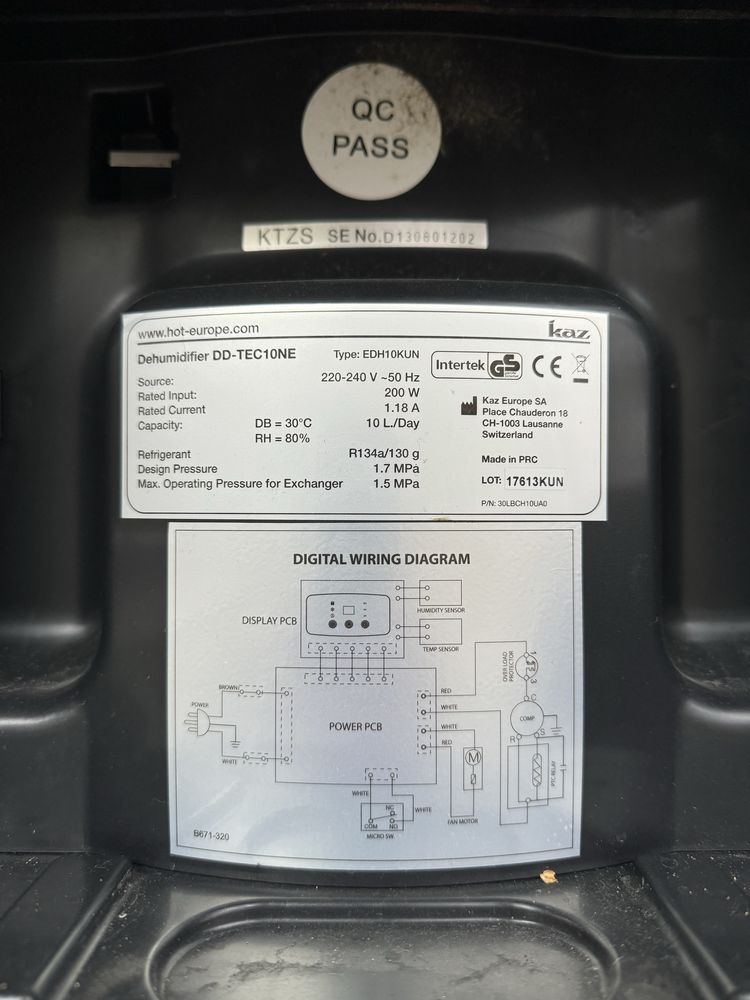 QC
PASS
KTZS SE No.D130801202
www.hot-europe.com
kaz
Dehumidifier DD-TEC10NE Type: EDH10KUN
Source: 220-240 V ~50 Hz
Rated Input: 200 W
Rated Current 1.18 A
Capacity: DB = 30°C 10 L./Day
RH = 80%
Refrigerant R134a/130 g
Design Pressure 1.7 MPa
Max. Operating Pressure for Exchanger 1.5 MPa
Intertek GS
CE
Kaz Europe SA
Place Chauderon 18
CH-1003 Lausanne
Switzerland
Made in PRC
LOT: 17613KUN
P/N: 30LBCH10UA0
DIGITAL WIRING DIAGRAM
DISPLAY PCB
HUMIDITY SENSOR
TEMP SENSOR
OVER LOAD
PROTECTOR
1
3
C
COMP
R
S
PTC RELAY
POWER
BROWN
WHITE
POWER PCB
RED
WHITE
WHITE
RED
M
FAN MOTOR
WHITE
WHITE
NC
COM
NO
MICRO SW.
B671-320